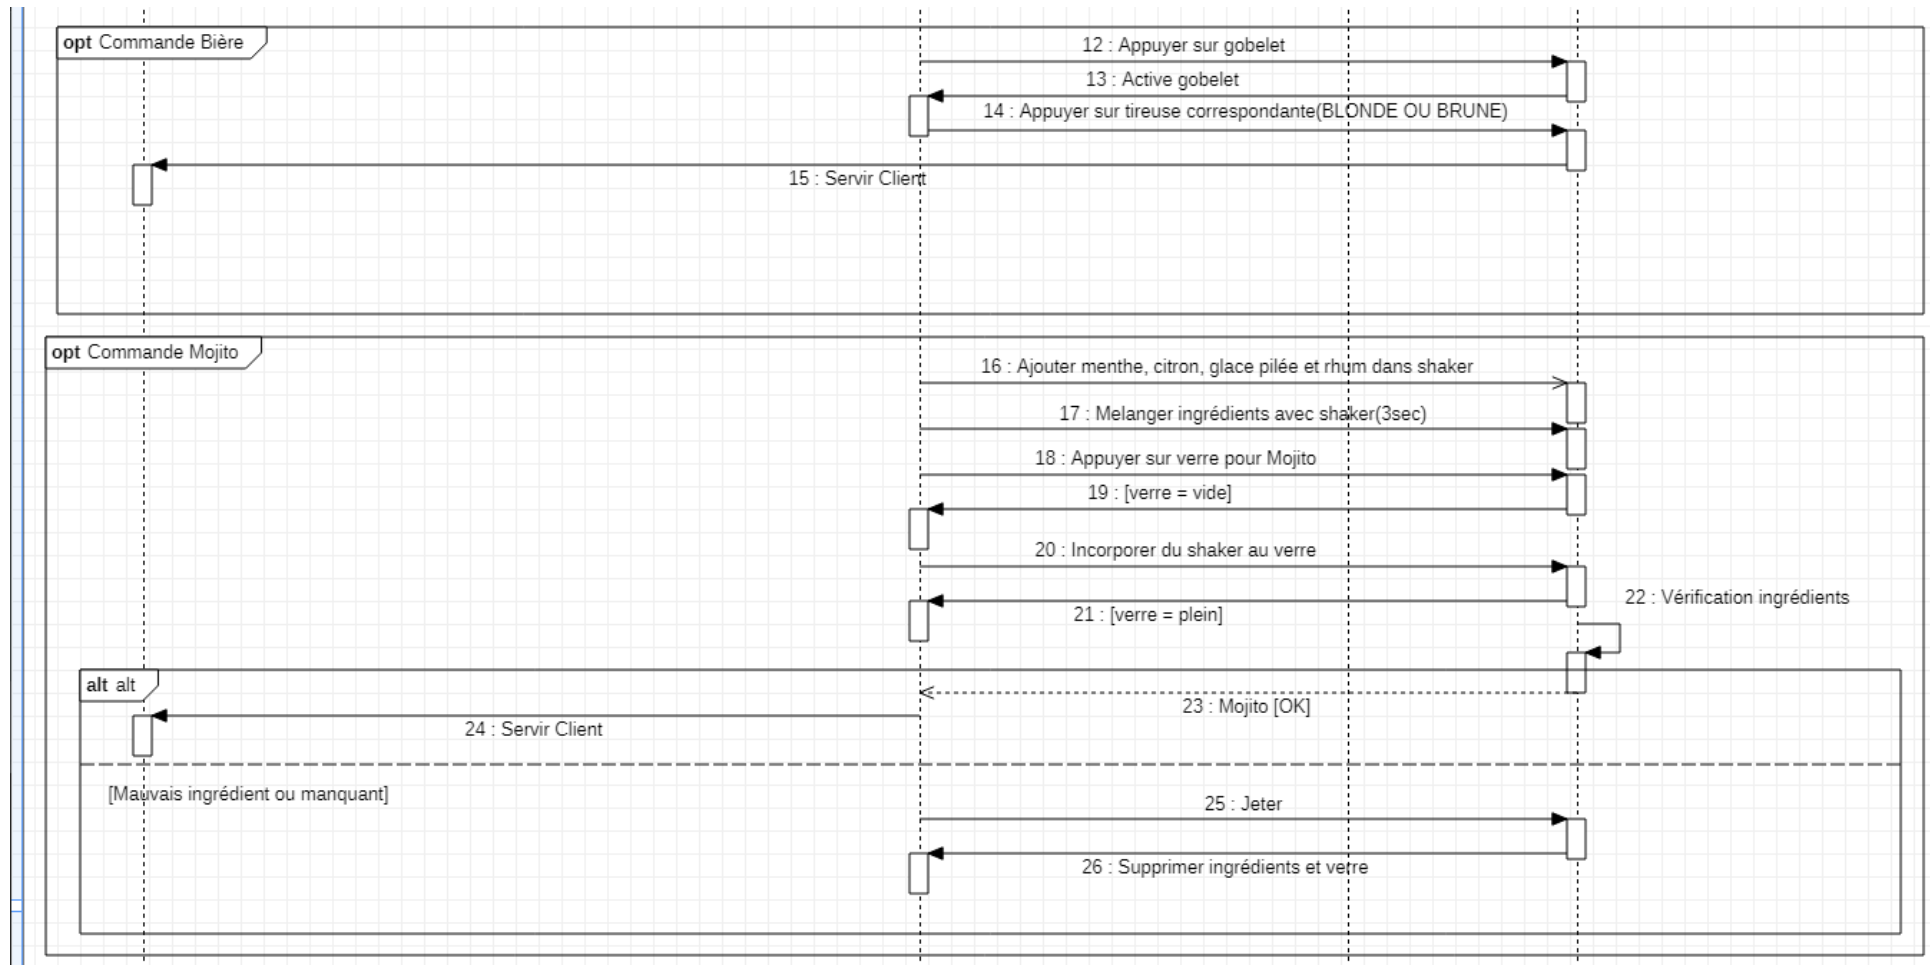 opt Commande Bière
12 : Appuyer sur gobelet
13 : Active gobelet
14 : Appuyer sur tireuse correspondante(BLONDE OU BRUNE)
15 : Servir Client
opt Commande Mojito
16 : Ajouter menthe, citron, glace pilée et rhum dans shaker
17 : Melanger ingrédients avec shaker(3sec)
18 : Appuyer sur verre pour Mojito
19 : [verre = vide]
20 : Incorporer du shaker au verre
22 : Vérification ingrédients
21 : [verre = plein]
alt alt
23 : Mojito [OK]
24 : Servir Client
[Mauvais ingrédient ou manquant]
25 : Jeter
26 : Supprimer ingrédients et verre